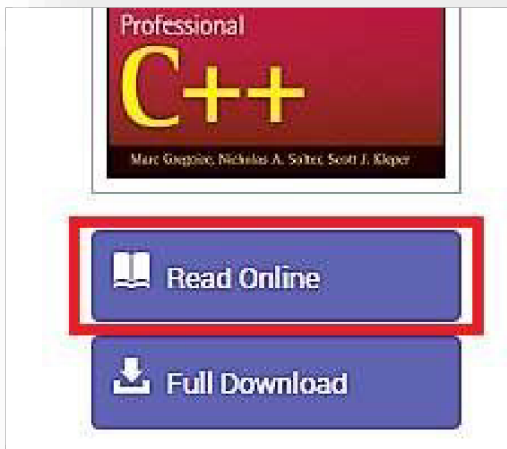 Professional
C++
Marc Gregoire, Nicholas A. Solter, Scott J. Kleper
Read Online
Full Download